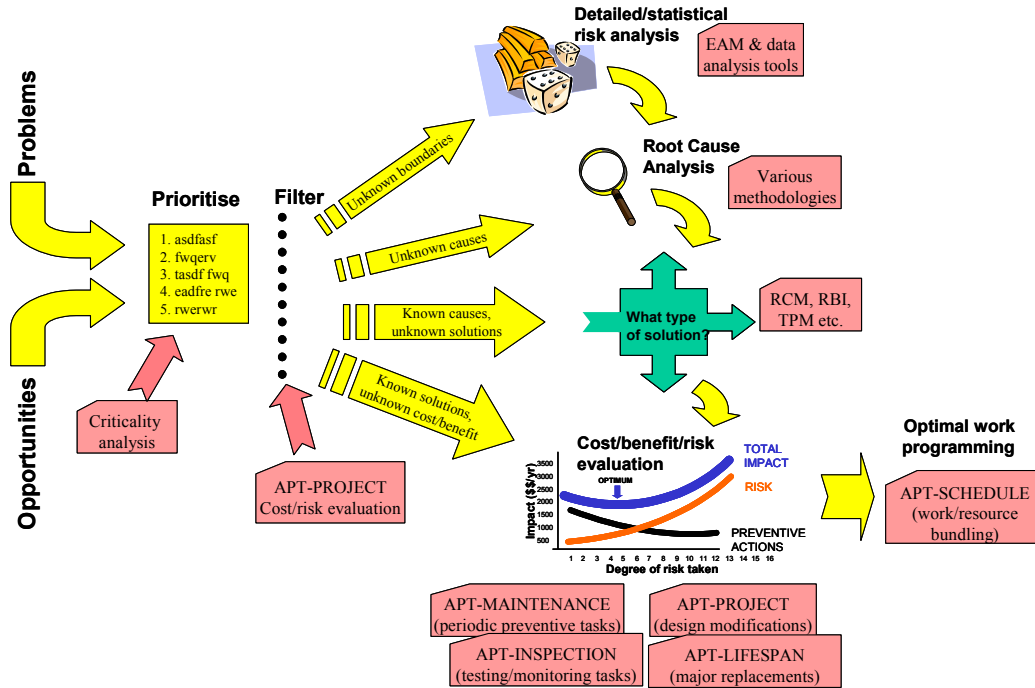 Detailed/statistical
risk analysis
EAM & data
analysis tools
Problems
Unknown boundaries
Root Cause
Analysis
Various
methodologies
Prioritise
Filter
1. asdfasf
2. fwqerv
3. tasdf fwq
4. eadfre rwe
5. rwerwr
Unknown causes
Known causes,
unknown solutions
What type
of solution?
RCM, RBI,
TPM etc.
Known solutions,
unknown cost/benefit
Opportunities
Criticality
analysis
APT-PROJECT
Cost/risk evaluation
Cost/benefit/risk
evaluation
OPTIMUM
TOTAL
IMPACT
RISK
PREVENTIVE
ACTIONS
Impact ($$/yr)
3500
3000
2500
2000
1500
1000
500
1 2 3 4 5 6 7 8 9 10 11 12 13 14 15 16
Degree of risk taken
Optimal work
programming
APT-SCHEDULE
(work/resource
bundling)
APT-MAINTENANCE
(periodic preventive tasks)
APT-PROJECT
(design modifications)
APT-INSPECTION
(testing/monitoring tasks)
APT-LIFESPAN
(major replacements)